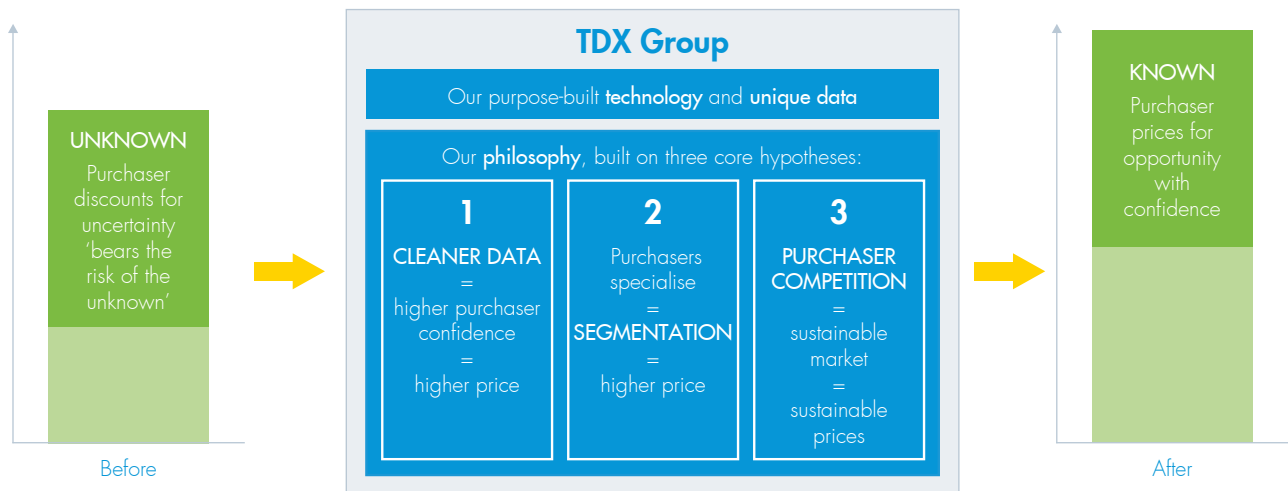 UNKNOWN
Purchaser
discounts for
uncertainty
‘bears the
risk of the
unknown’
Before
TDX Group
Our purpose-built technology and unique data
Our philosophy, built on three core hypotheses:
1
CLEANER DATA
=
higher purchaser
confidence
=
higher price
2
Purchasers
specialise
=
SEGMENTATION
=
higher price
3
PURCHASER
COMPETITION
=
sustainable
market
=
sustainable
prices
KNOWN
Purchaser
prices for
opportunity
with
confidence
After